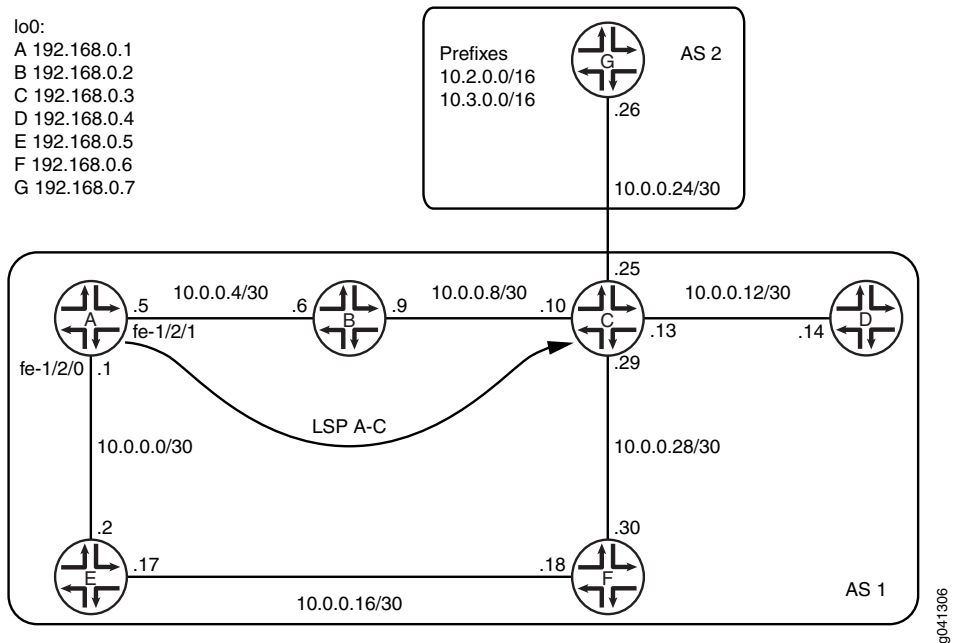 lo0:
A 192.168.0.1
B 192.168.0.2
C 192.168.0.3
D 192.168.0.4
E 192.168.0.5
F 192.168.0.6
G 192.168.0.7
Prefixes
10.2.0.0/16
10.3.0.0/16
G
AS 2
.26
10.0.0.24/30
.25
A
.5
10.0.0.4/30
.6
B
.9
10.0.0.8/30
.10
C
10.0.0.12/30
.13
.14
D
fe-1/2/1
fe-1/2/0
.1
.29
LSP A-C
10.0.0.0/30
10.0.0.28/30
.2
.30
E
.17
10.0.0.16/30
.18
F
AS 1
g041306